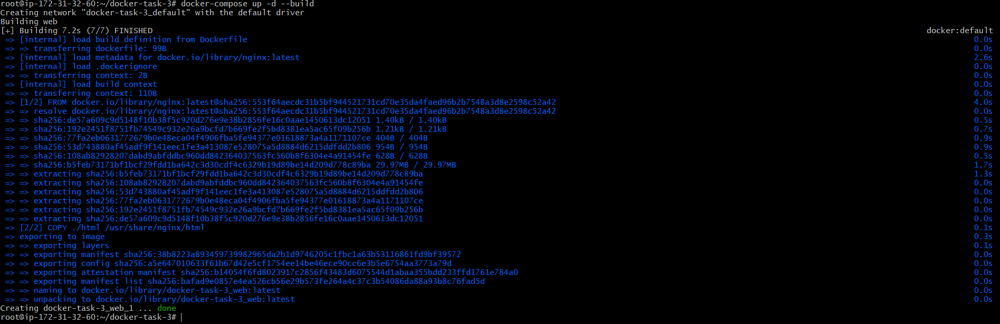 root@ip-172-31-32-60:~/docker-task-3# docker-compose up -d --build
Creating network "docker-task-3_default" with the default driver
Building web
[+] Building 7.2s (7/7) FINISHED docker:default
=> [internal] load build definition from Dockerfile 0.0s
=> => transferring dockerfile: 99B 0.0s
=> [internal] load metadata for docker.io/library/nginx:latest 2.6s
=> [internal] load .dockerignore 0.0s
=> => transferring context: 2B 0.0s
=> [internal] load build context 0.0s
=> => transferring context: 110B 0.0s
=> [1/2] FROM docker.io/library/nginx:latest@sha256:553f64aecdc31b5bf944521731cd70e35da4faed96b2b7548a3d8e2598c52a42 4.0s
=> => resolve docker.io/library/nginx:latest@sha256:553f64aecdc31b5bf944521731cd70e35da4faed96b2b7548a3d8e2598c52a42 0.0s
=> => sha256:de57a609c9d5148f10b38f5c920d276e9e38b2856fe16c0aae1450613dc12051 1.40kB / 1.40kB 0.5s
=> => sha256:192e2451f8751fb74549c932e26a9bcfd7b669fe2f5bd8381ea5ac65f09b256b 1.21kB / 1.21kB 0.7s
=> => sha256:77fa2eb0631772679b0e48eca04f4906fba5fe94377e01618873a4a1171107ce 404B / 404B 0.9s
=> => sha256:53d743880af45adf9f141eec1fe3a413087e528075a5d8884d6215ddfdd2b806 954B / 954B 0.9s
=> => sha256:108ab82928207dabd9abfddbc960dd842364037563fc560b8f6304e4a91454fe 628B / 628B 0.5s
=> => sha256:b5feb73171bf1bcf29fdd1ba642c3d30cdf4c6329b19d89be14d209d778c89ba 29.97MB / 29.97MB 1.7s
=> => extracting sha256:b5feb73171bf1bcf29fdd1ba642c3d30cdf4c6329b19d89be14d209d778c89ba 1.3s
=> => extracting sha256:108ab82928207dabd9abfddbc960dd842364037563fc560b8f6304e4a91454fe 0.0s
=> => extracting sha256:53d743880af45adf9f141eec1fe3a413087e528075a5d8884d6215ddfdd2b806 0.0s
=> => extracting sha256:77fa2eb0631772679b0e48eca04f4906fba5fe94377e01618873a4a1171107ce 0.0s
=> => extracting sha256:192e2451f8751fb74549c932e26a9bcfd7b669fe2f5bd8381ea5ac65f09b256b 0.0s
=> => extracting sha256:de57a609c9d5148f10b38f5c920d276e9e38b2856fe16c0aae1450613dc12051 0.0s
=> [2/2] COPY ./html /usr/share/nginx/html 0.1s
=> exporting to image 0.3s
=> => exporting layers 0.1s
=> => exporting manifest sha256:38b8223a893459739982965da2b1d9746205c1fbc1a63b53116861fd9bf39572 0.0s
=> => exporting config sha256:a5e647010633f61b67d42e5cf1754ee14be46ece90cc6e3b5e6754aa3773a79d 0.0s
=> => exporting attestation manifest sha256:b14054f6fd8023917c2856f43483d6075544d1abaa355bdd233ffd1761e784a0 0.0s
=> => exporting manifest list sha256:bafad9e0857e4ea526cb56e29b573fe264a4c37c3b54086da88a93b8c76fad5d 0.0s
=> => naming to docker.io/library/docker-task-3_web:latest 0.0s
=> => unpacking to docker.io/library/docker-task-3_web:latest 0.0s
Creating docker-task-3_web_1 ... done
root@ip-172-31-32-60:~/docker-task-3#